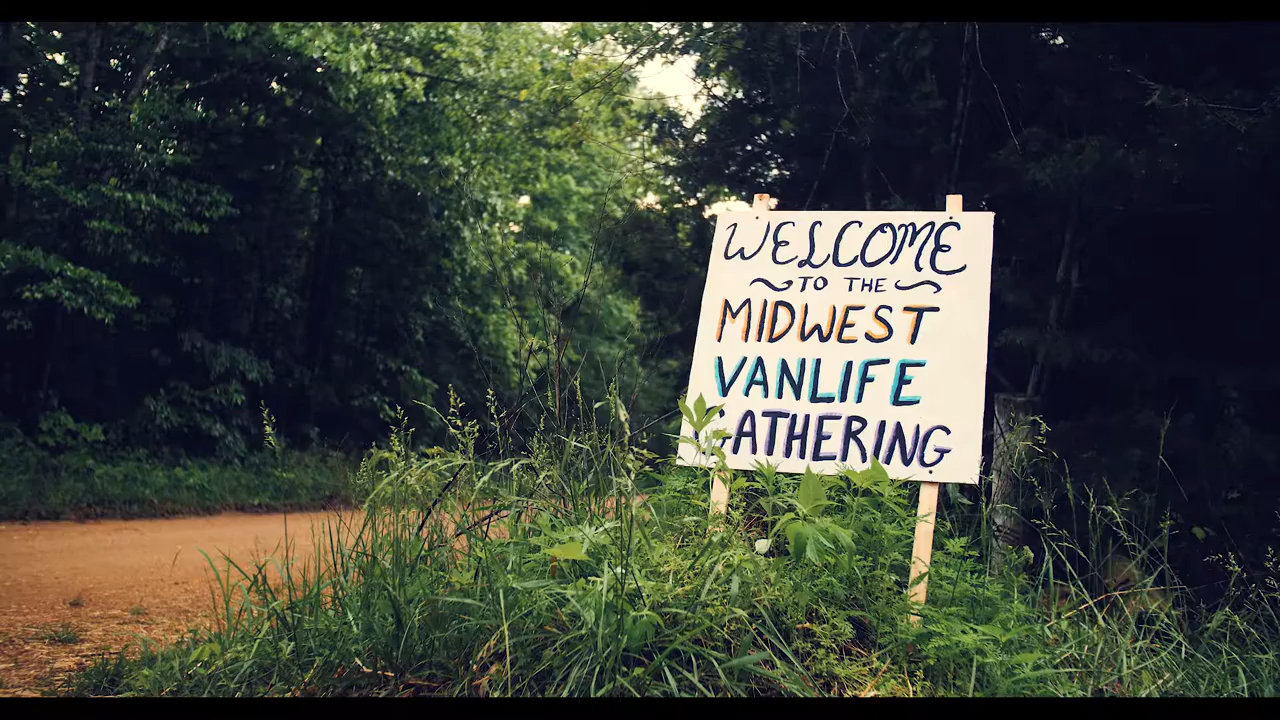 WELCOME
~ TO THE ~
MIDWEST
VANLIFE
GATHERING